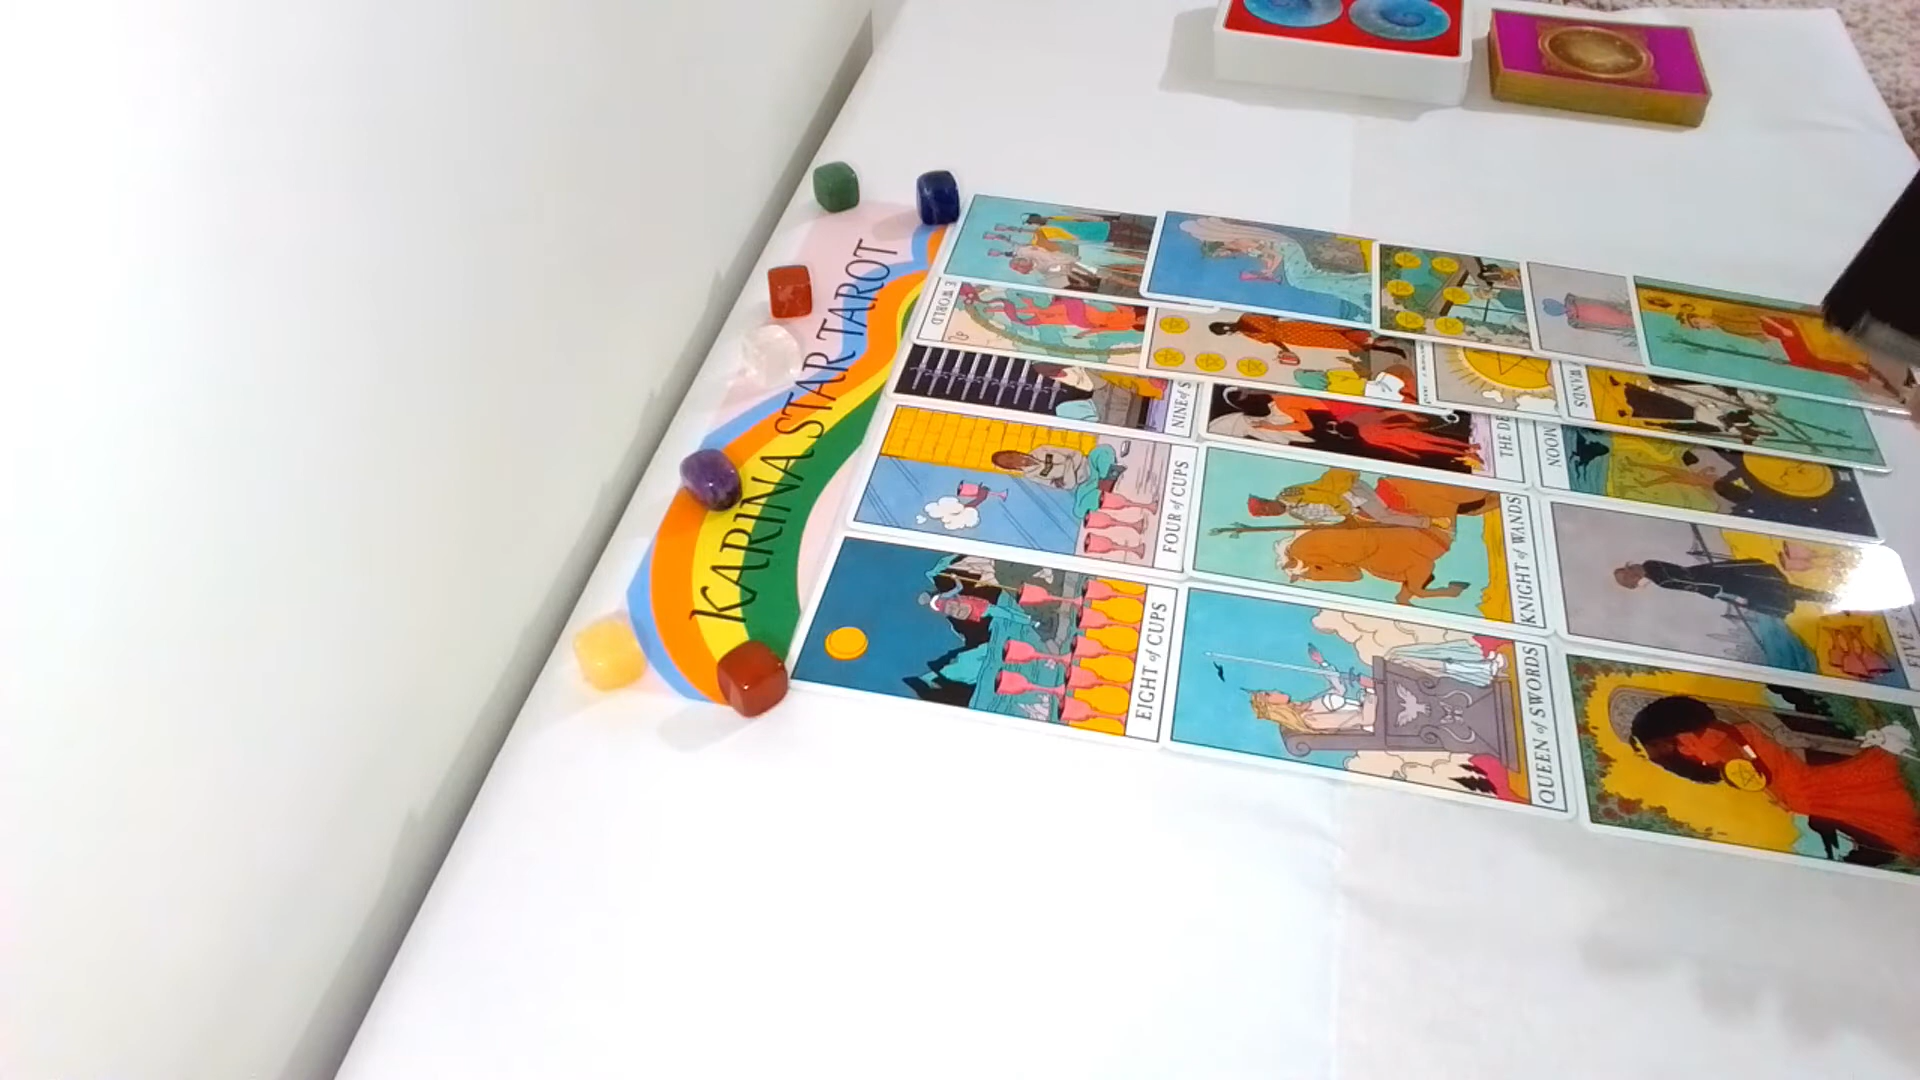 KARINA STAR TAROT
E WORLD
NINE of S
THE DE
WANDS
MOON
FOUR of CUPS
KNIGHT of WANDS
FIVE of
EIGHT of CUPS
QUEEN of SWORDS